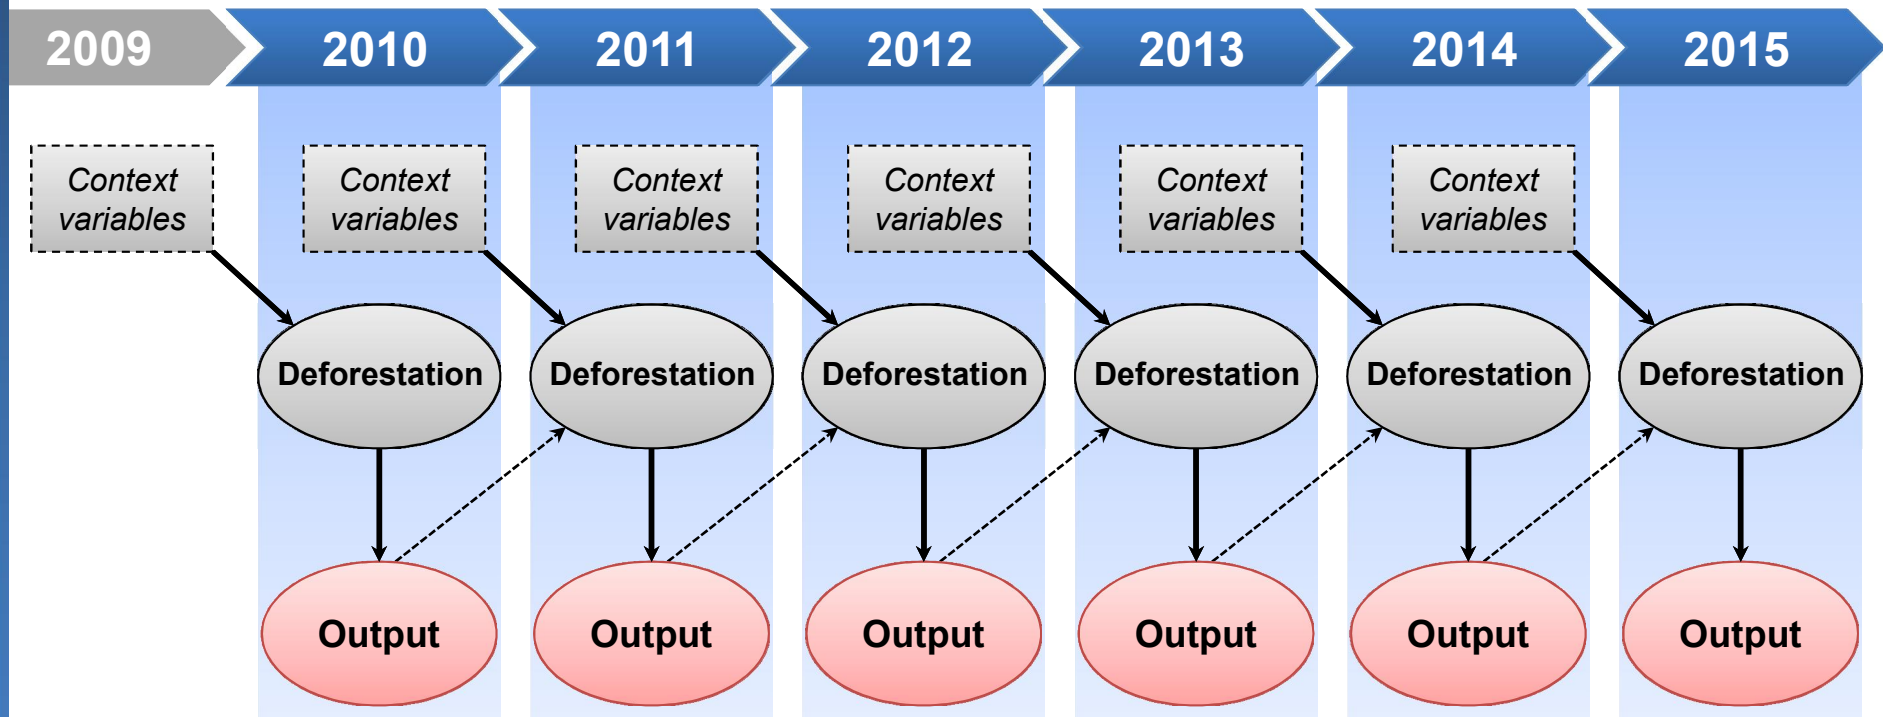 2009
2010
2011
2012
2013
2014
2015
Context
variables
Context
variables
Context
variables
Context
variables
Context
variables
Context
variables
Deforestation
Deforestation
Deforestation
Deforestation
Deforestation
Deforestation
Output
Output
Output
Output
Output
Output